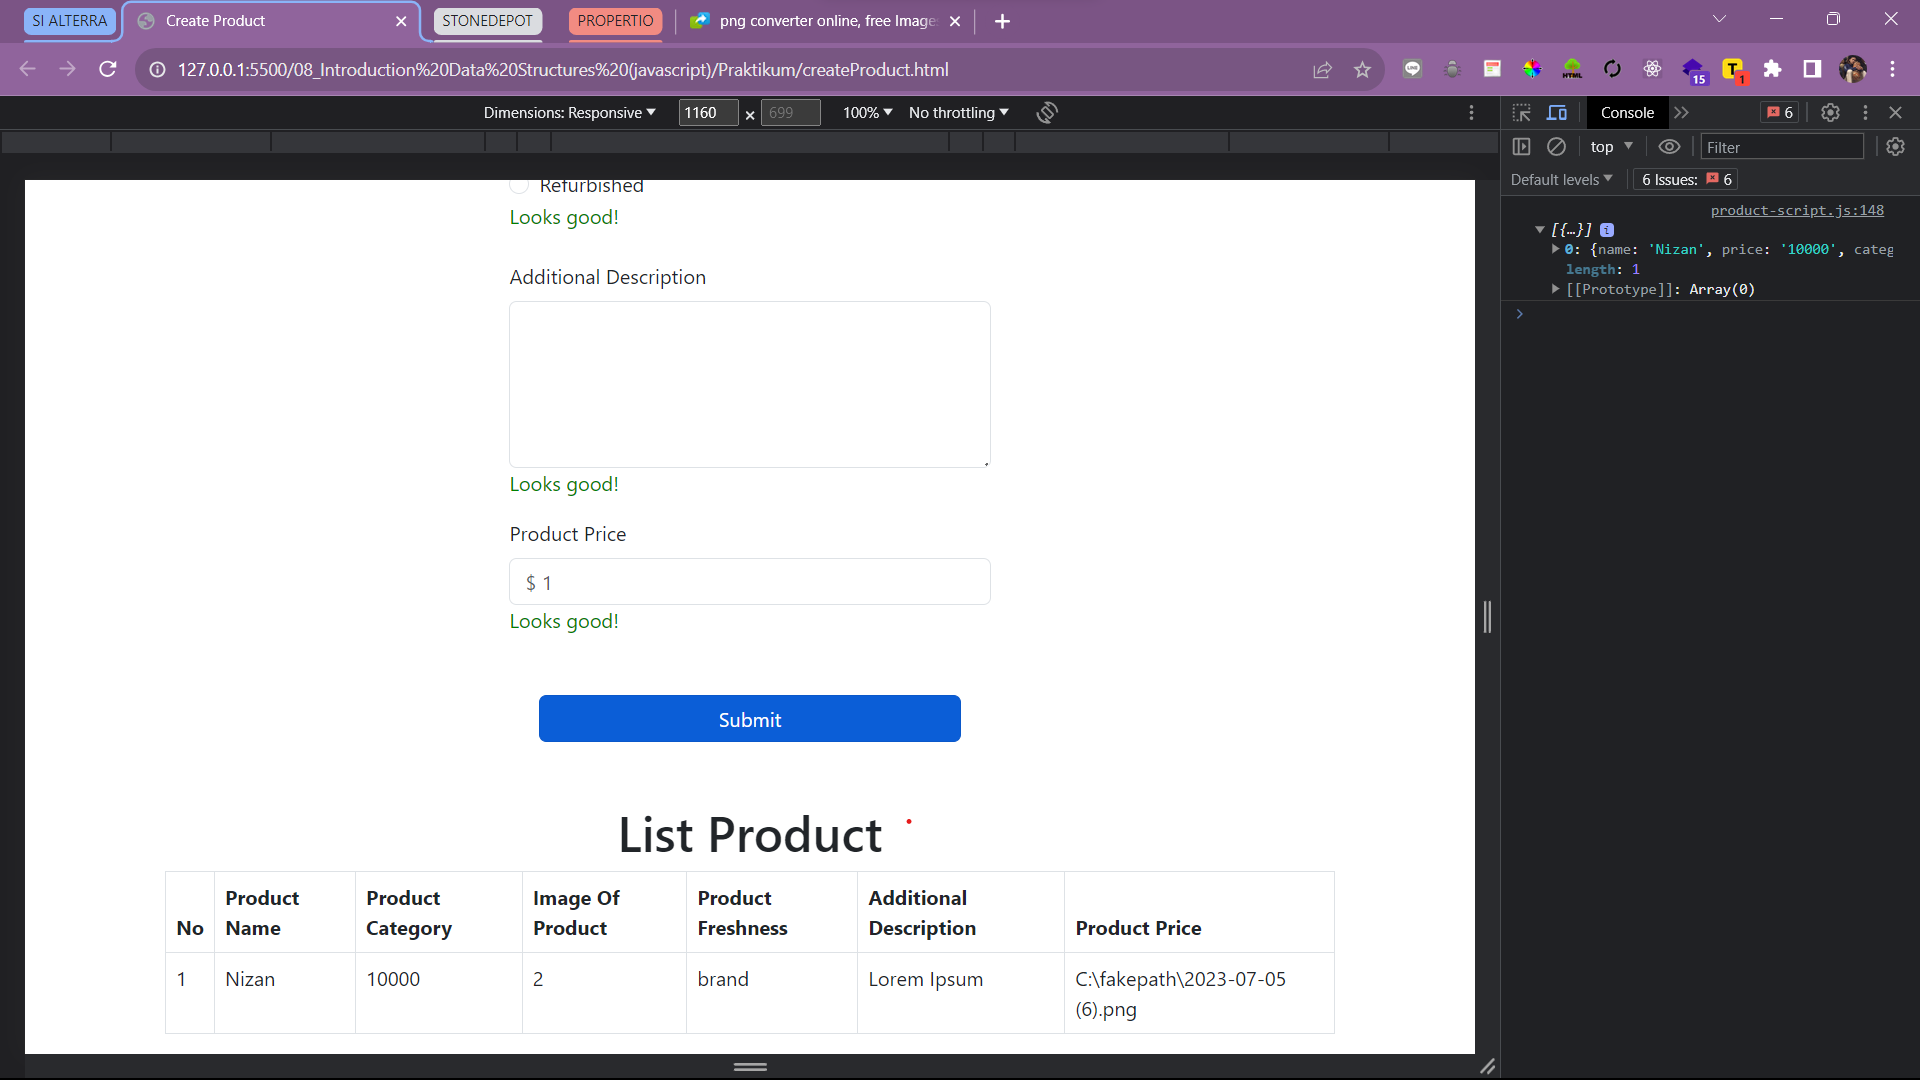 SI ALTERRA
Create Product
STONEDEPOT
PROPERTIO
png converter online, free Image
127.0.0.1:5500/08_Introduction%20Data%20Structures%20(javascript)/Praktikum/createProduct.html
15
1
Dimensions: Responsive
1160
×
699
100%
No throttling
Console
6
top
Filter
Default levels
6 Issues: 6
product-script.js:148
[{…}]
0: {name: 'Nizan', price: '10000', categ
length: 1
[[Prototype]]: Array(0)
Refurbished
Looks good!
Additional Description
Looks good!
Product Price
$ 1
Looks good!
Submit
List Product
No
Product Name
Product Category
Image Of Product
Product Freshness
Additional Description
Product Price
1
Nizan
10000
2
brand
Lorem Ipsum
C:\fakepath\2023-07-05
(6).png